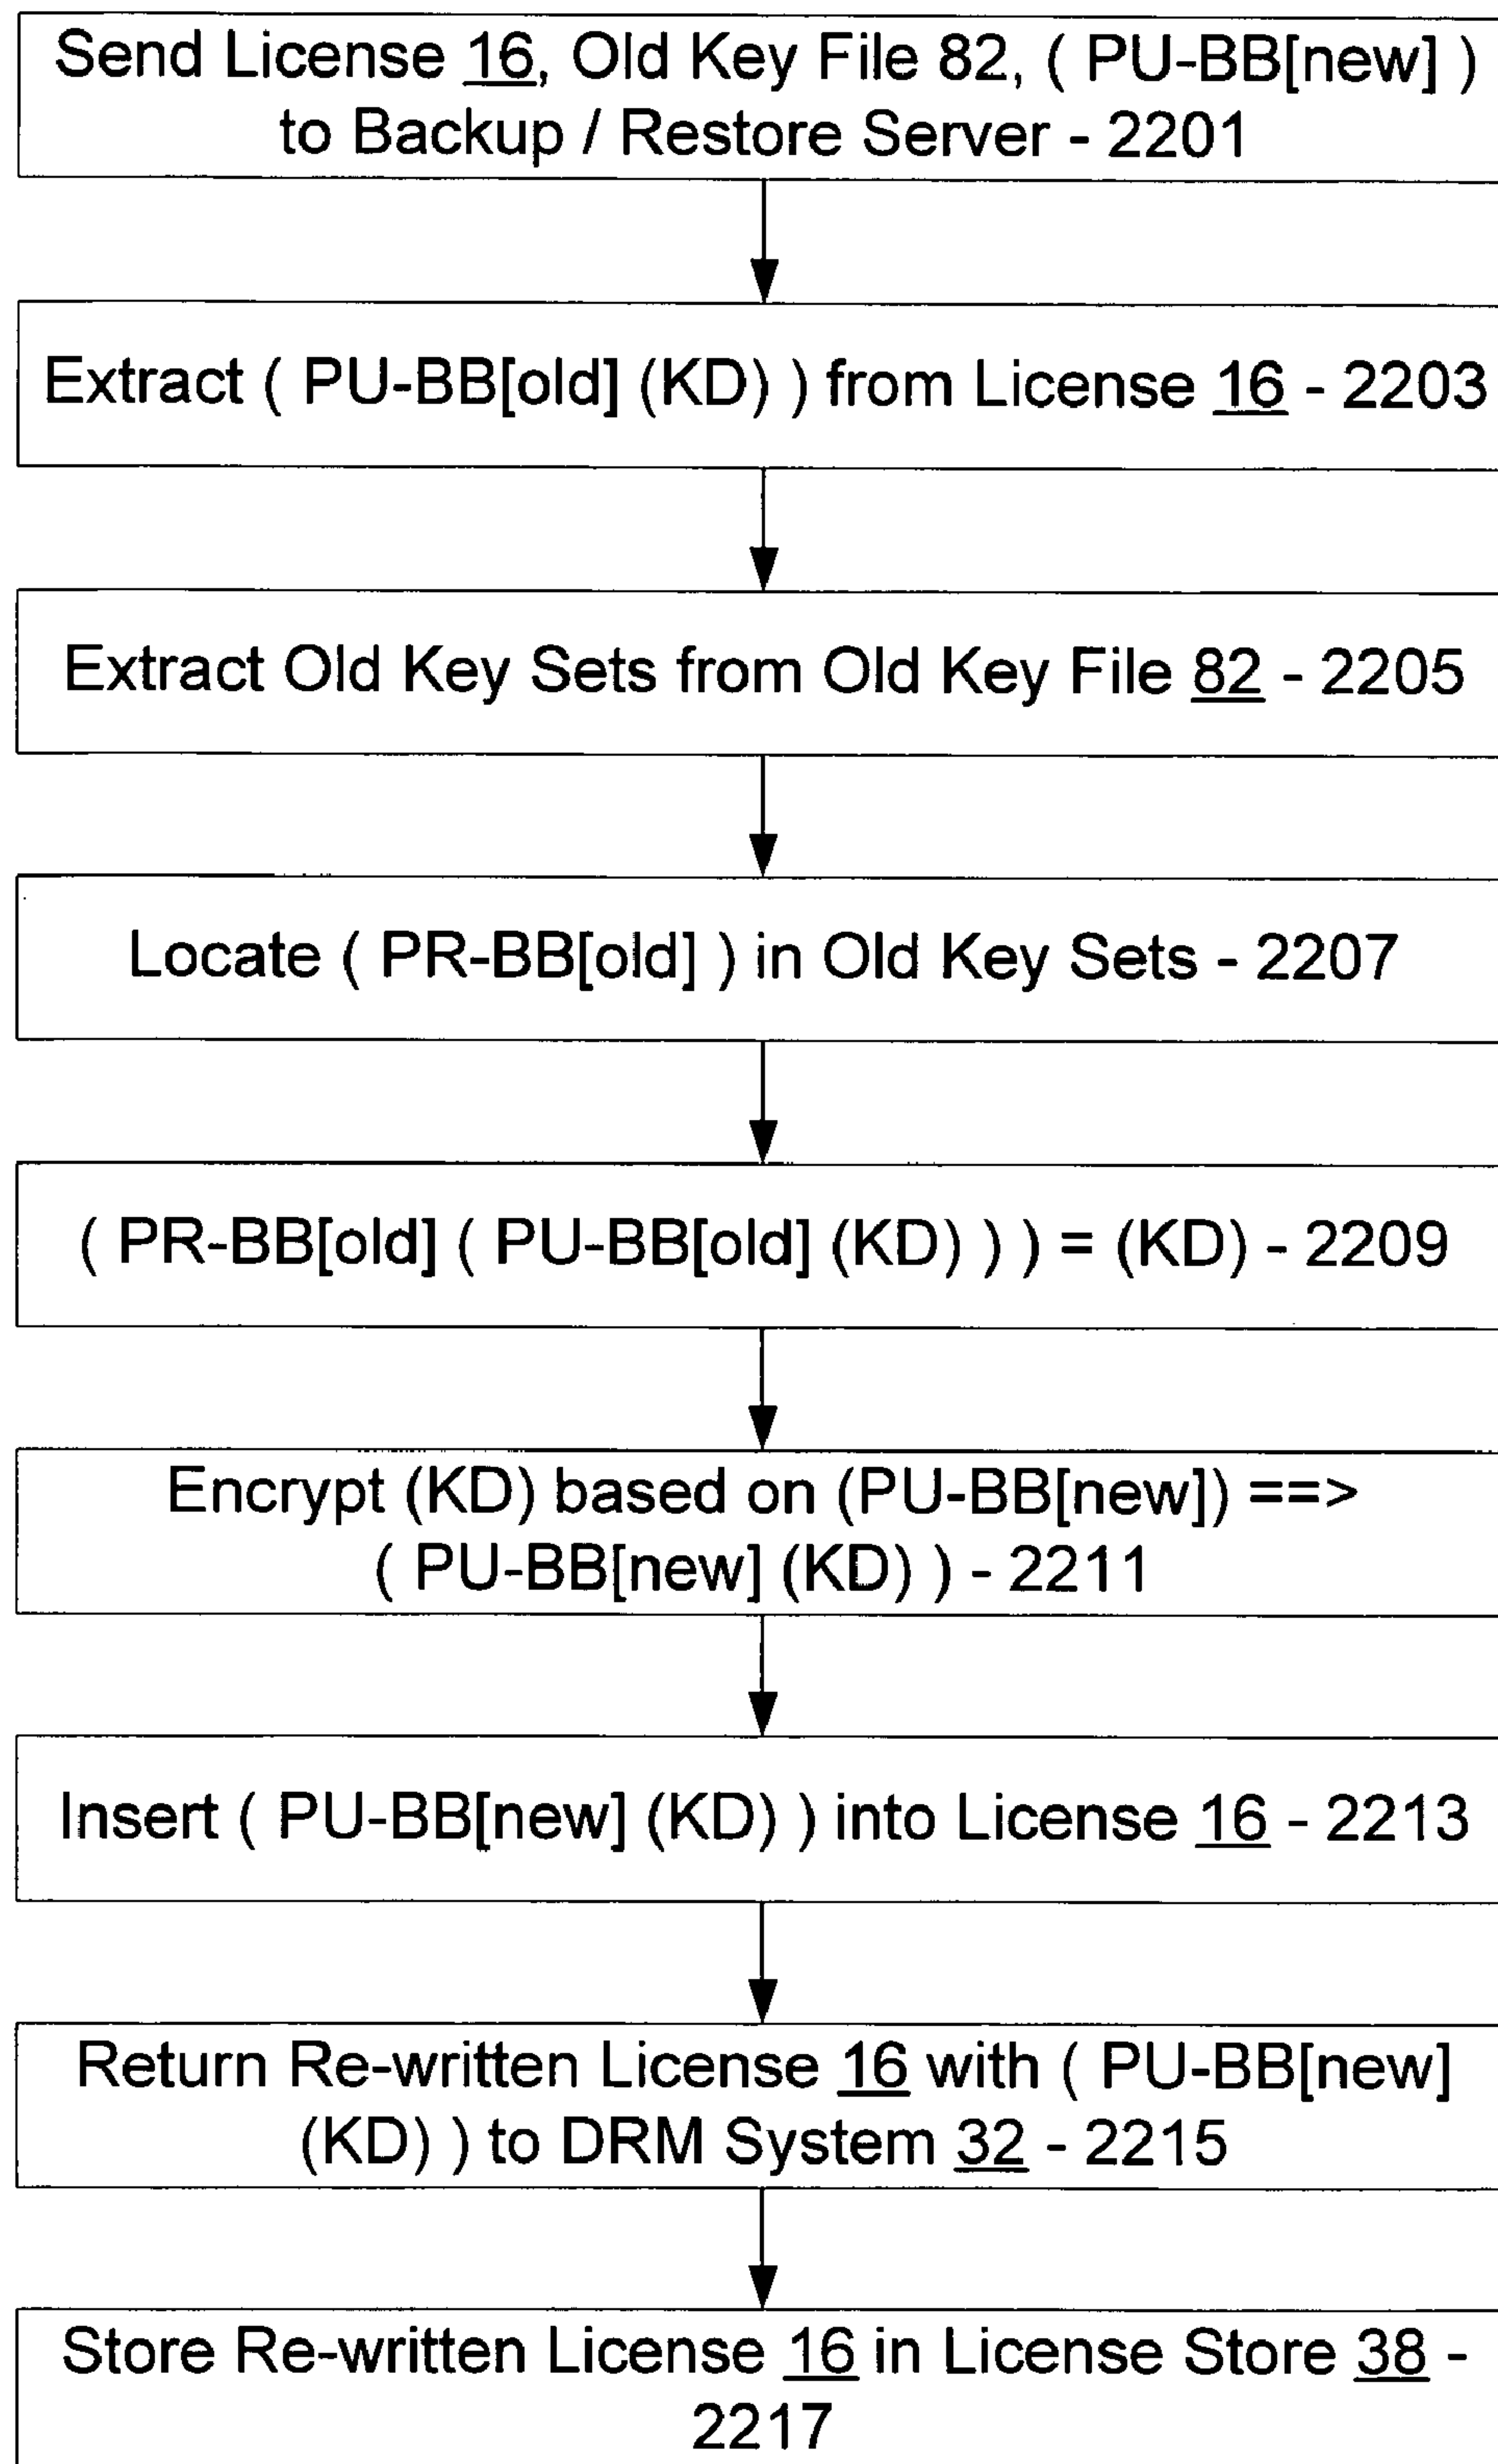 Send License 16, Old Key File 82, ( PU-BB[new] )
to Backup / Restore Server - 2201
Extract ( PU-BB[old] (KD) ) from License 16 - 2203
Extract Old Key Sets from Old Key File 82 - 2205
Locate ( PR-BB[old] ) in Old Key Sets - 2207
( PR-BB[old] ( PU-BB[old] (KD) ) ) = (KD) - 2209
Encrypt (KD) based on (PU-BB[new]) ==>
( PU-BB[new] (KD) ) - 2211
Insert ( PU-BB[new] (KD) ) into License 16 - 2213
Return Re-written License 16 with ( PU-BB[new]
(KD) ) to DRM System 32 - 2215
Store Re-written License 16 in License Store 38 -
2217